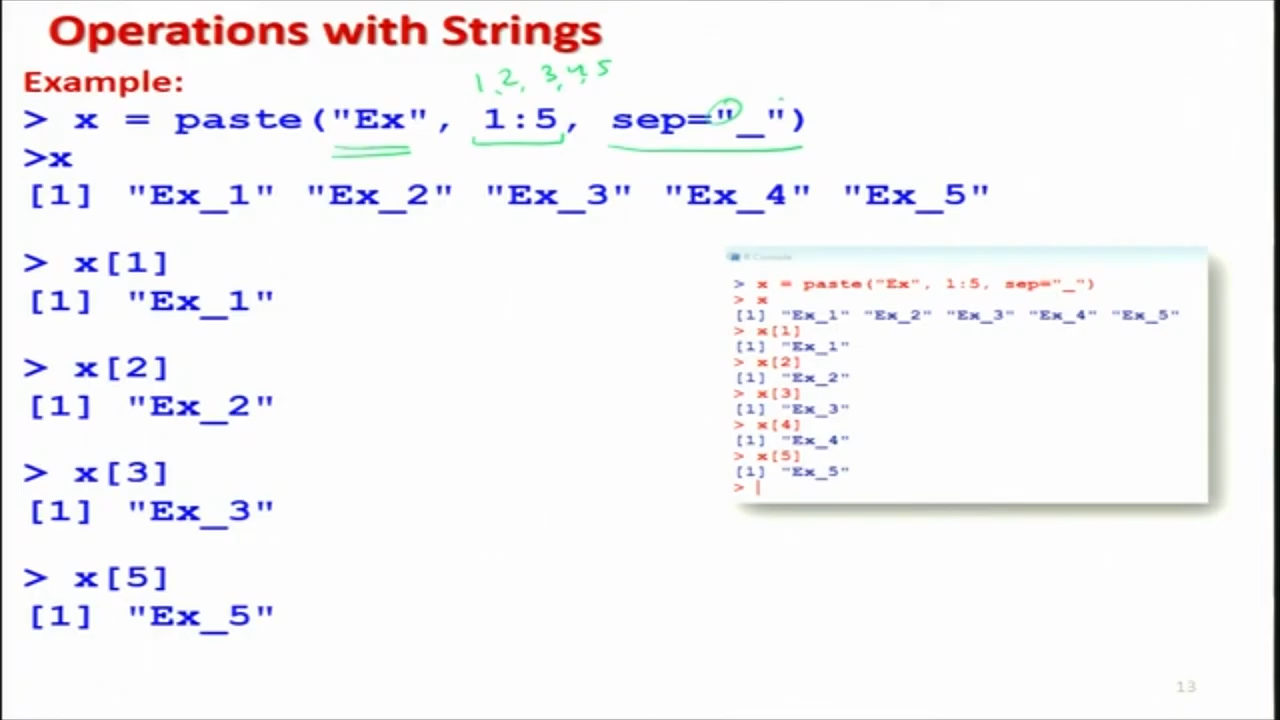 Operations with Strings
Example:
1, 2, 3, 4, 5
> x = paste("Ex", 1:5, sep="_")
>x
[1] "Ex_1" "Ex_2" "Ex_3" "Ex_4" "Ex_5"
> x[1]
[1] "Ex_1"
> x[2]
[1] "Ex_2"
> x[3]
[1] "Ex_3"
> x[5]
[1] "Ex_5"
R Console
> x = paste("Ex", 1:5, sep="_")
> x
[1] "Ex_1" "Ex_2" "Ex_3" "Ex_4" "Ex_5"
> x[1]
[1] "Ex_1"
> x[2]
[1] "Ex_2"
> x[3]
[1] "Ex_3"
> x[4]
[1] "Ex_4"
> x[5]
[1] "Ex_5"
> |
13